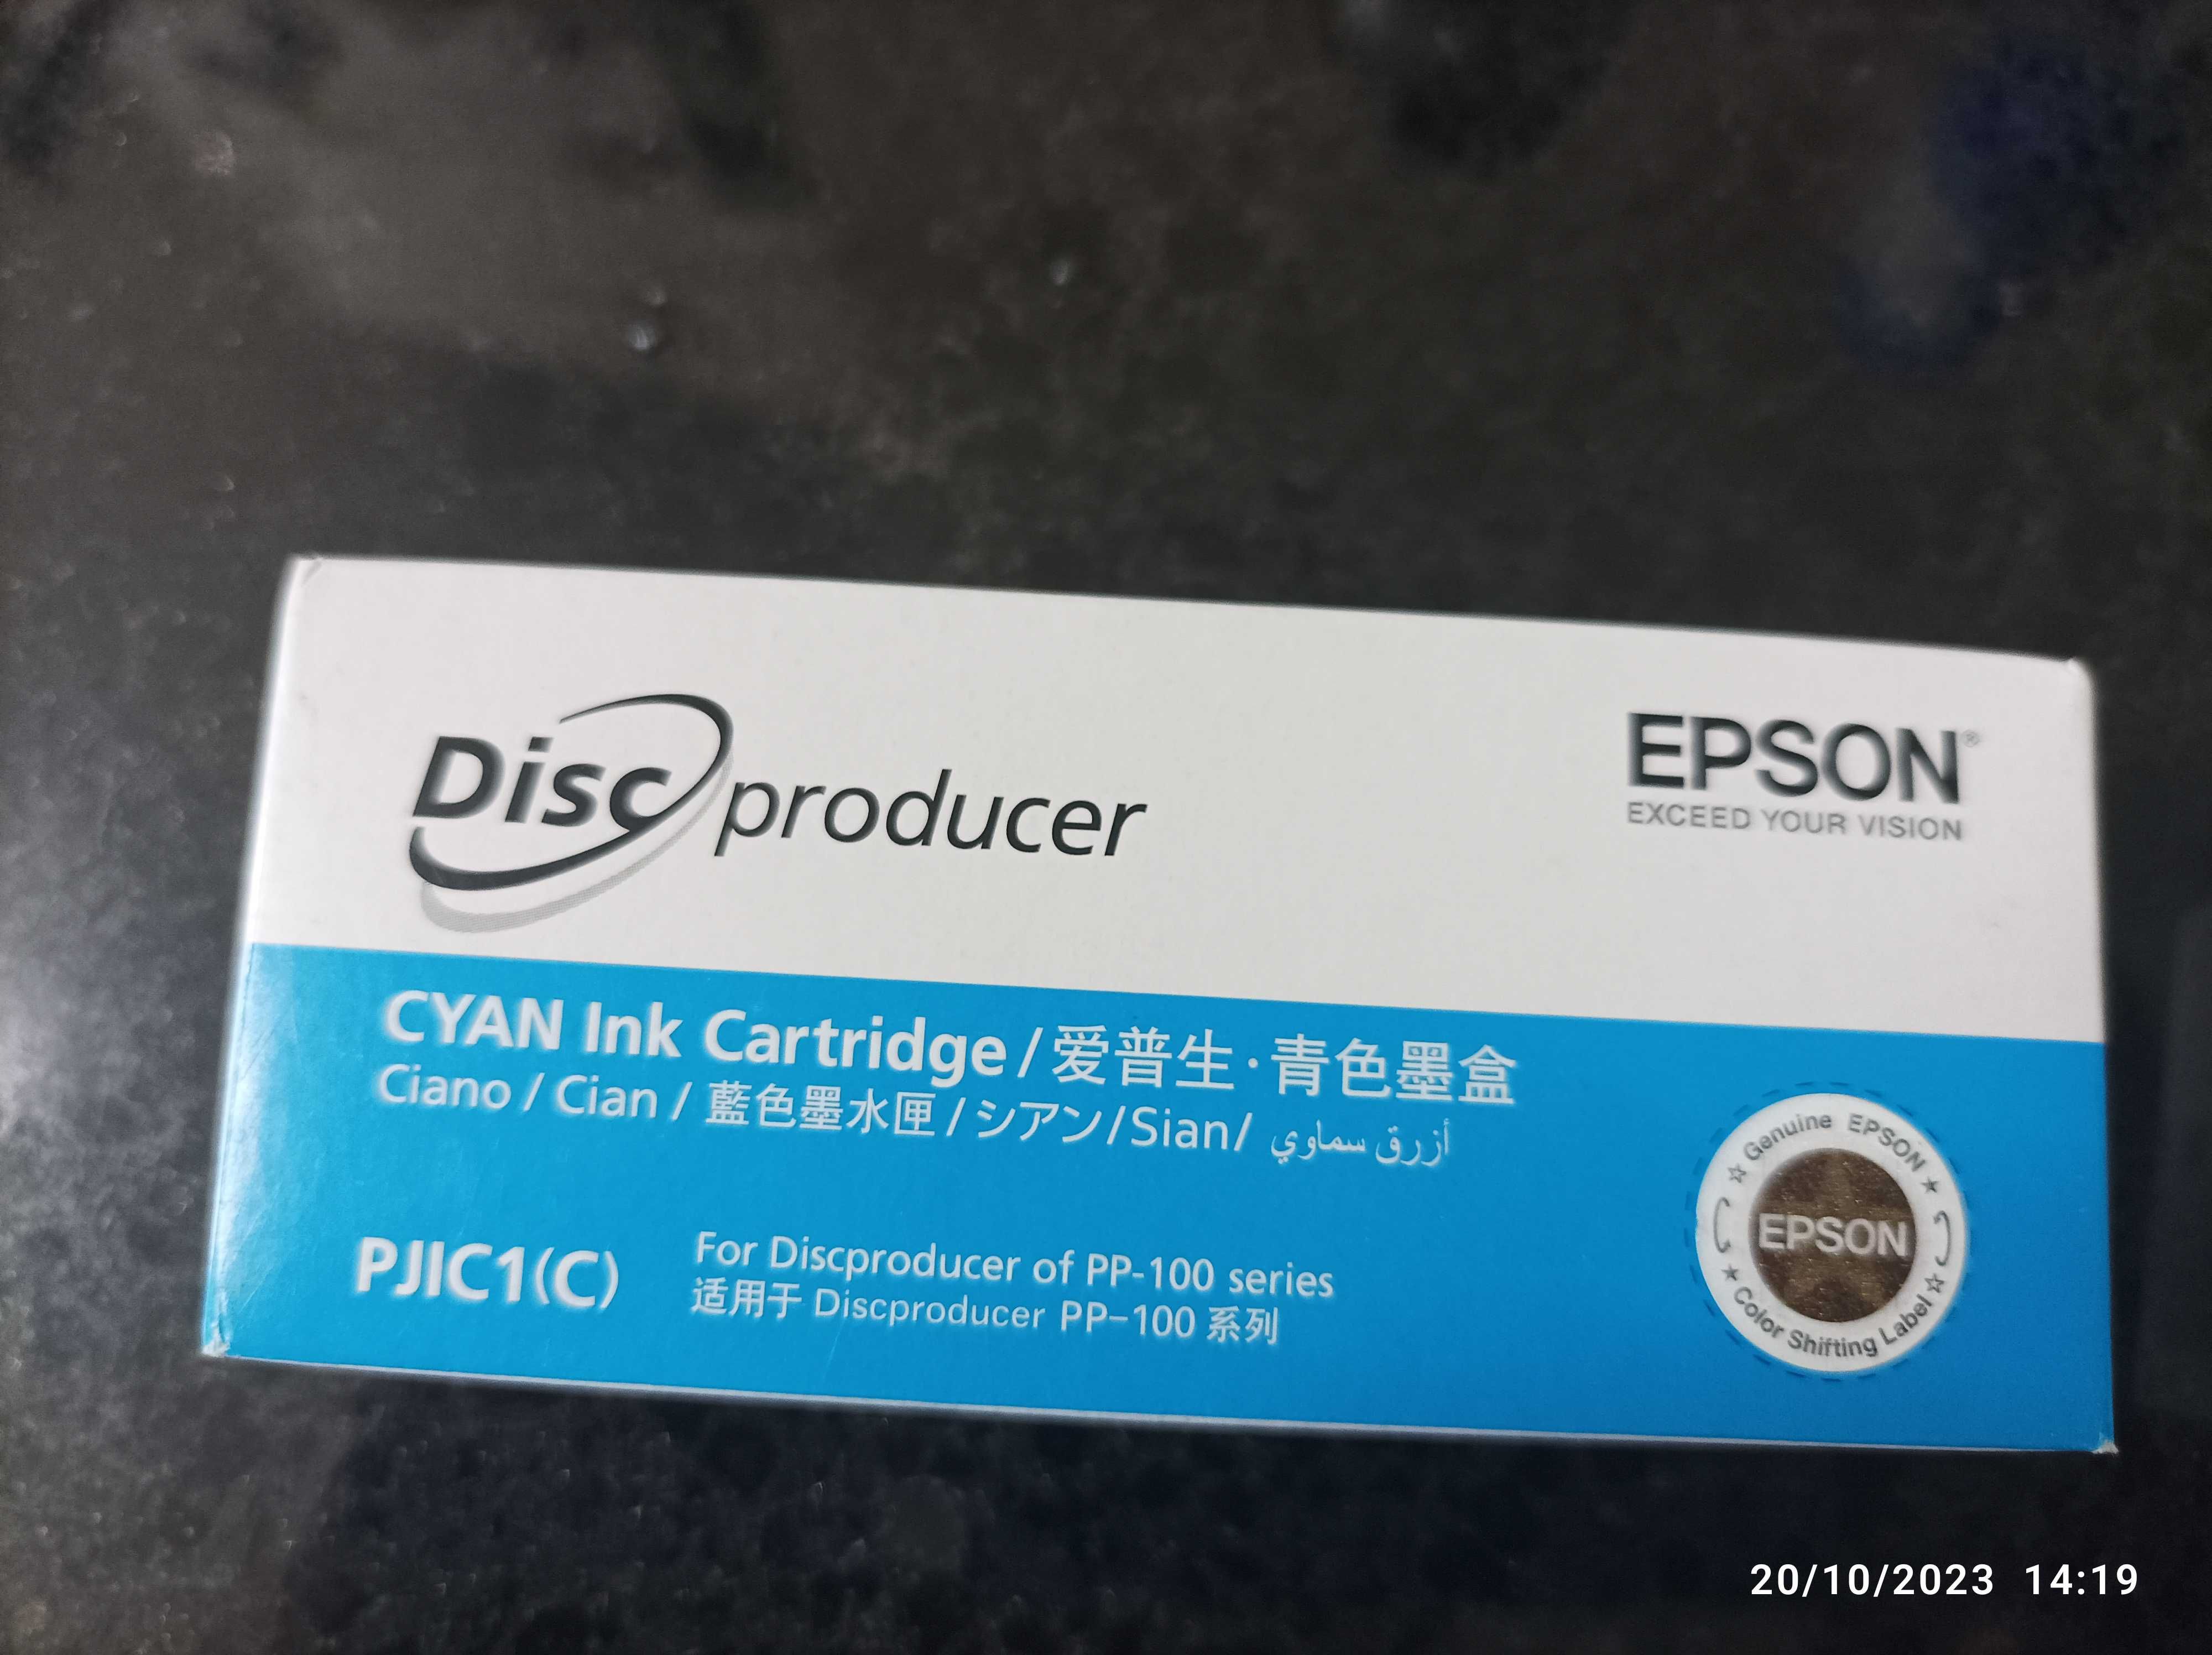 Disc producer
EPSON®
EXCEED YOUR VISION
CYAN Ink Cartridge/爱普生·青色墨盒
Ciano / Cian / 藍色墨水匣 / シアン/Sian/ أزرق سماوي
PJIC1(C)
For Discproducer of PP-100 series
适用于 Discproducer PP-100 系列
☆ Genuine EPSON ★
EPSON
★ Color Shifting Label ☆
20/10/2023 14:19